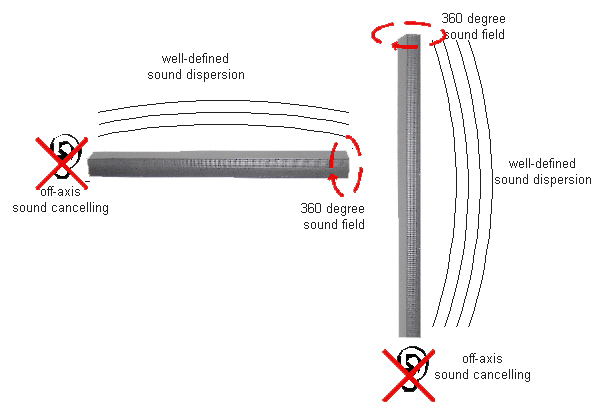 360 degree
sound field
well-defined
sound dispersion
well-defined
sound dispersion
off-axis
sound cancelling
360 degree
sound field
off-axis
sound cancelling